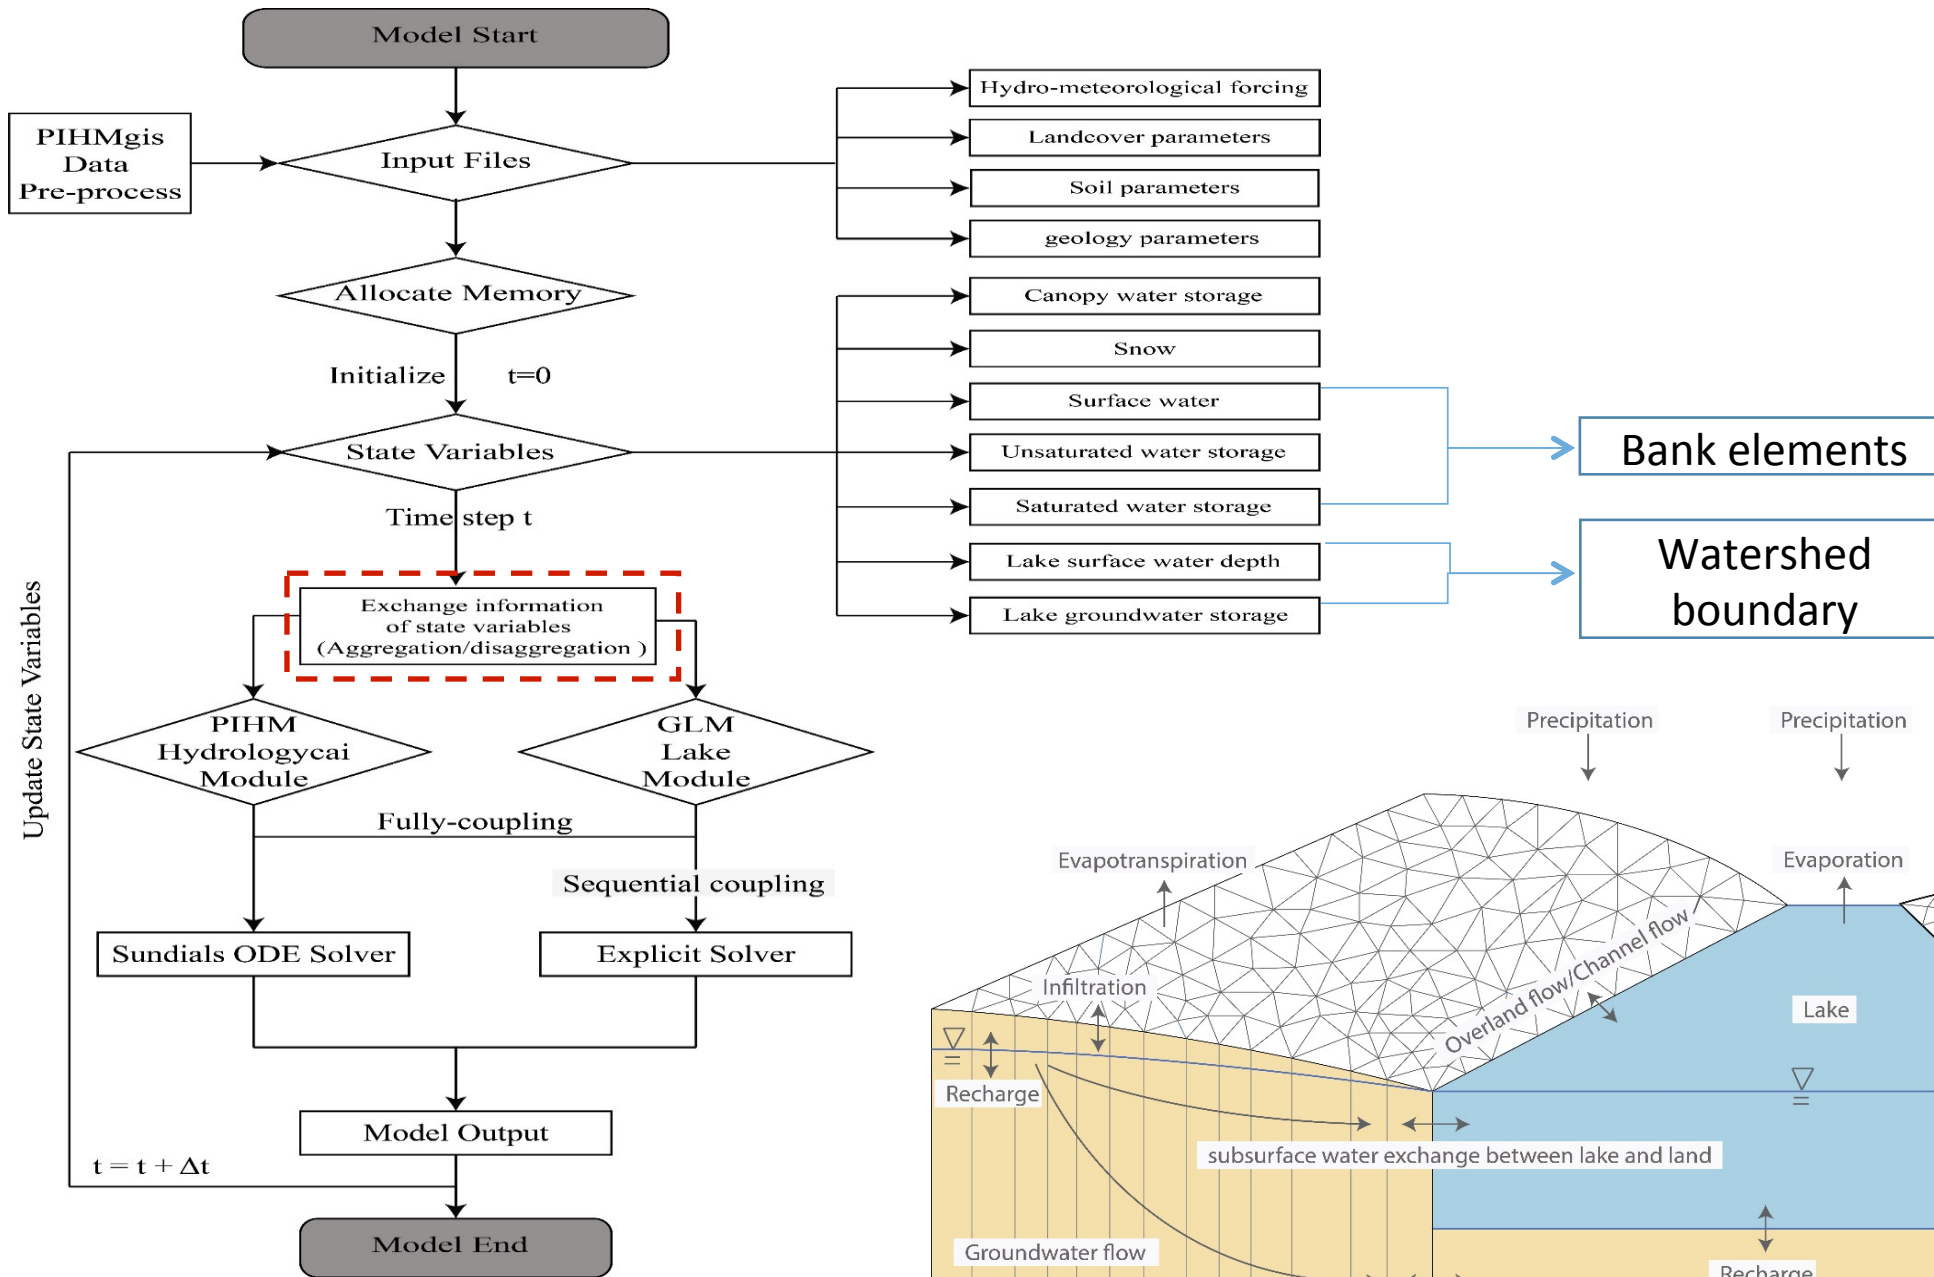 Model Start
PIHMgis
Data
Pre-process
Input Files
Hydro-meteorological forcing
Landcover parameters
Soil parameters
geology parameters
Allocate Memory
Initialize t=0
State Variables
Canopy water storage
Snow
Surface water
Unsaturated water storage
Saturated water storage
Lake surface water depth
Lake groundwater storage
Bank elements
Watershed
boundary
Time step t
Exchange information
of state variables
(Aggregation/disaggregation )
Update State Variables
PIHM
Hydrologycai
Module
GLM
Lake
Module
Fully-coupling
Sequential coupling
Sundials ODE Solver
Explicit Solver
Model Output
t = t + Δt
Model End
Precipitation
Precipitation
Evapotranspiration
Evaporation
Infiltration
Overland flow/Channel flow
Lake
Recharge
subsurface water exchange between lake and land
Groundwater flow
Recharge